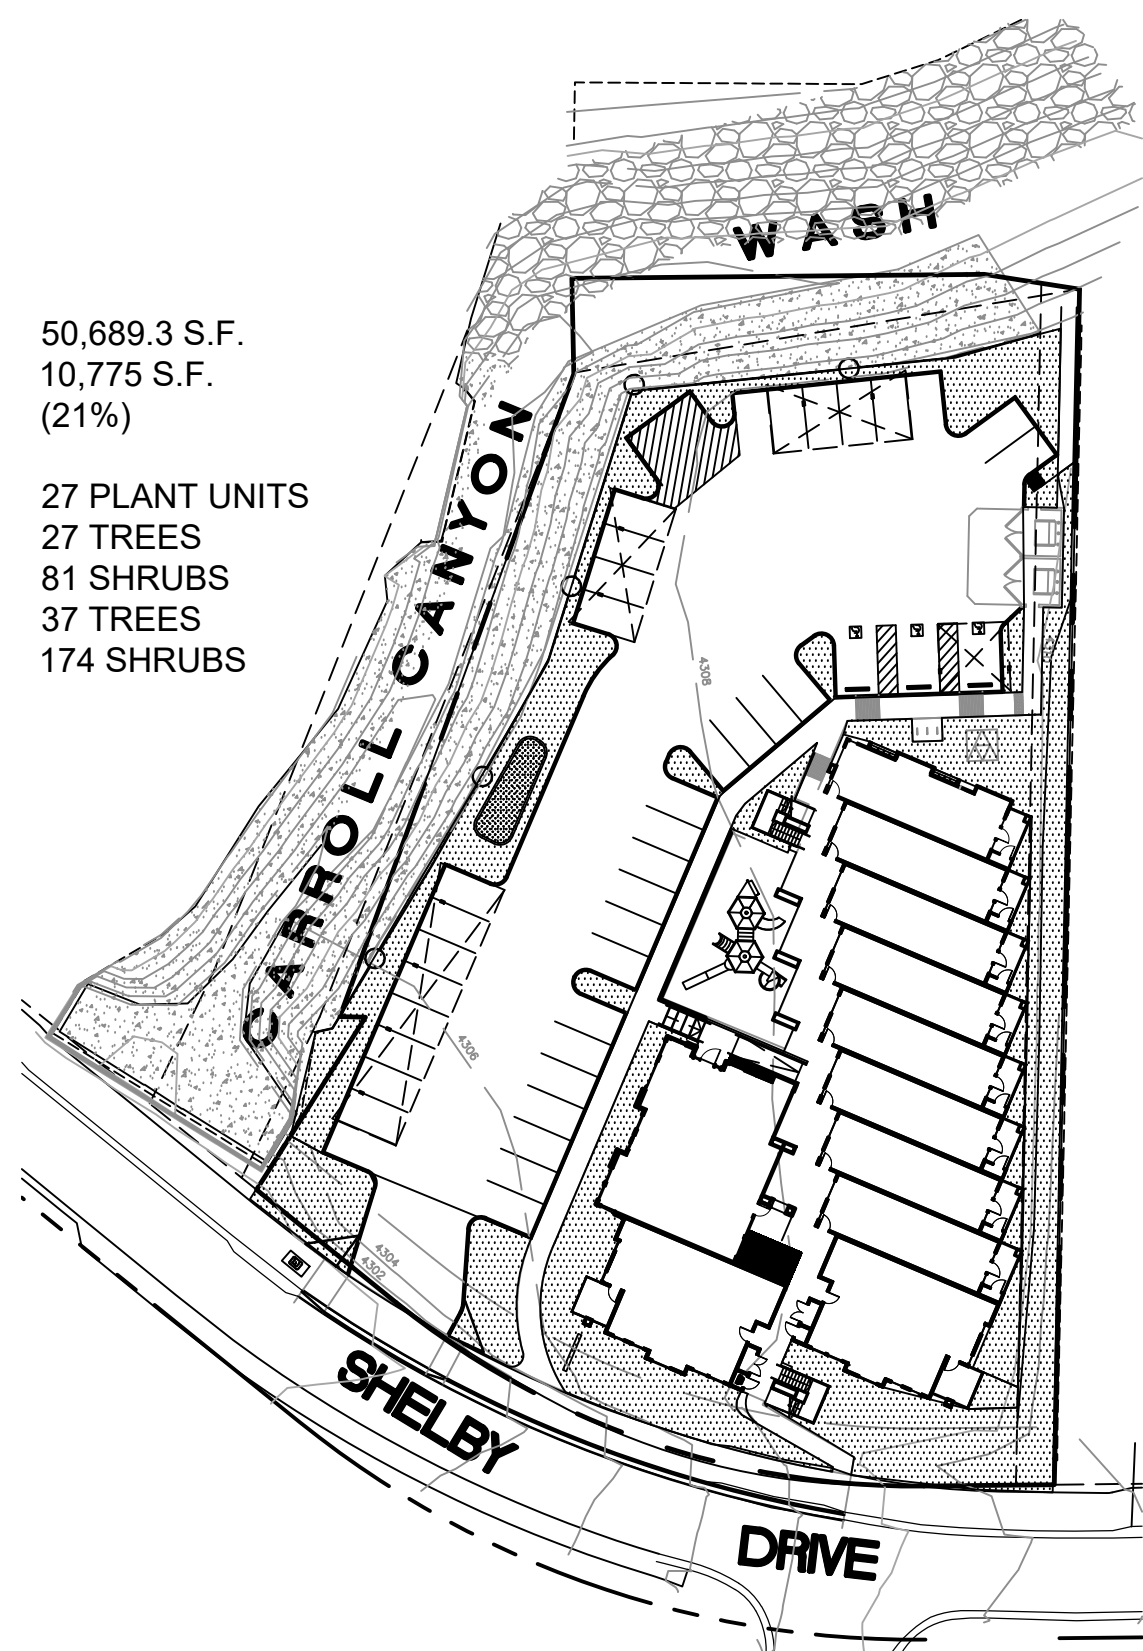 WASH
50,689.3 S.F.
10,775 S.F.
(21%)
27 PLANT UNITS
27 TREES
81 SHRUBS
37 TREES
174 SHRUBS
CARROLL CANYON
4308
4306
4304
4302
SHELBY
DRIVE